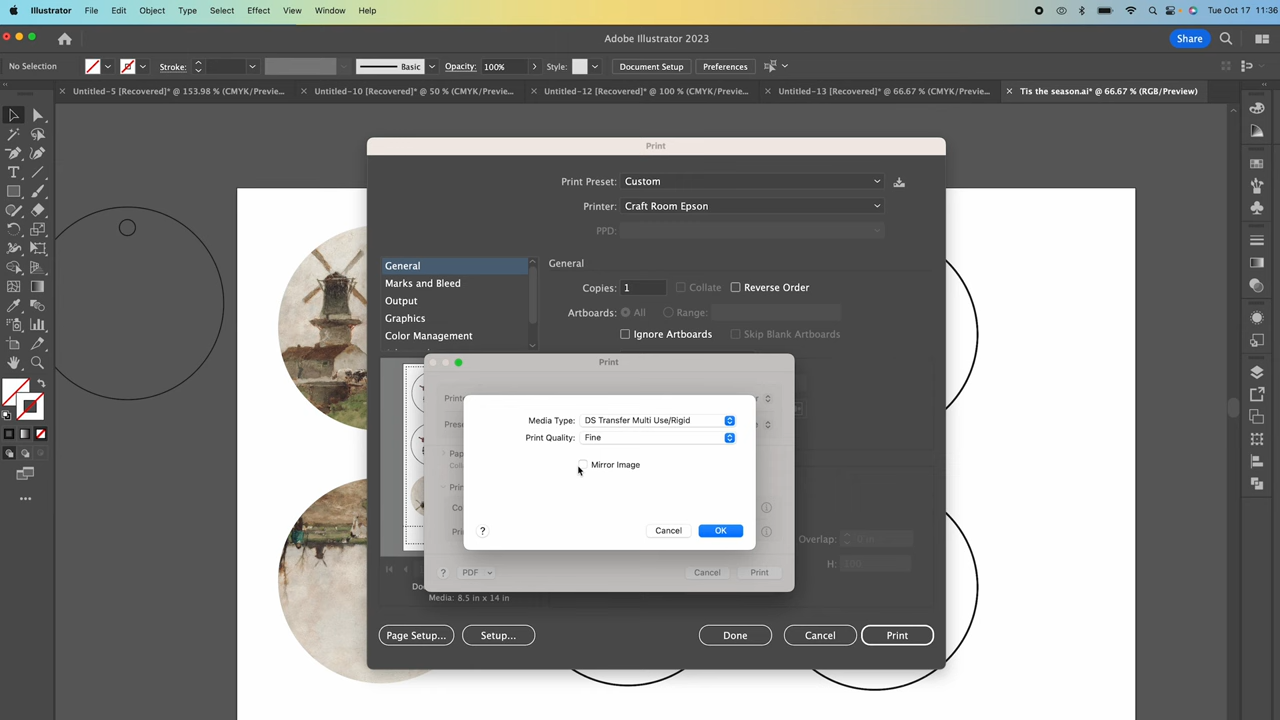 Illustrator File Edit Object Type Select Effect View Window Help Tue Oct 17 11:36
Adobe Illustrator 2023 Share
No Selection Stroke: Basic Opacity: 100% Style: Document Setup Preferences
Untitled-5 [Recovered]* @ 153.98 % (CMYK/Previe... Untitled-10 [Recovered]* @ 50 % (CMYK/Previe... Untitled-12 [Recovered]* @ 100 % (CMYK/Previe... Untitled-13 [Recovered]* @ 66.67 % (CMYK/Previe... Tis the season.ai* @ 66.67 % (RGB/Preview)
Print
Print Preset: Custom
Printer: Craft Room Epson
PPD:
General
Marks and Bleed
Output
Graphics
Color Management
General
Copies: 1 Collate Reverse Order
Artboards: All Range:
Ignore Artboards Skip Blank Artboards
Print
Media Type: DS Transfer Multi Use/Rigid
Print Quality: Fine
Mirror Image
? Cancel OK
Overlap: 0 in
H: 100
? PDF Cancel Print
Media: 8.5 in x 14 in
Page Setup... Setup... Done Cancel Print